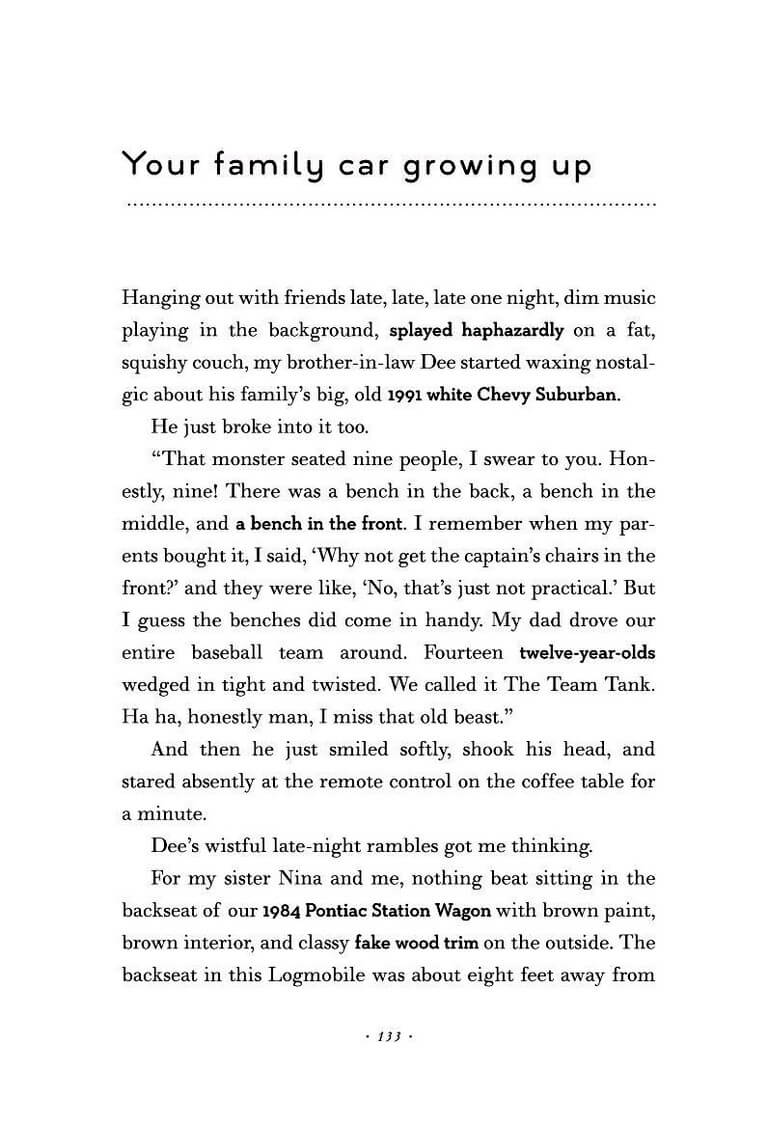 Your family car growing up
Hanging out with friends late, late, late one night, dim music
playing in the background, splayed haphazardly on a fat,
squishy couch, my brother-in-law Dee started waxing nostal-
gic about his family’s big, old 1991 white Chevy Suburban.
He just broke into it too.
“That monster seated nine people, I swear to you. Hon-
estly, nine! There was a bench in the back, a bench in the
middle, and a bench in the front. I remember when my par-
ents bought it, I said, ‘Why not get the captain’s chairs in the
front?’ and they were like, ‘No, that’s just not practical.’ But
I guess the benches did come in handy. My dad drove our
entire baseball team around. Fourteen twelve-year-olds
wedged in tight and twisted. We called it The Team Tank.
Ha ha, honestly man, I miss that old beast.”
And then he just smiled softly, shook his head, and
stared absently at the remote control on the coffee table for
a minute.
Dee’s wistful late-night rambles got me thinking.
For my sister Nina and me, nothing beat sitting in the
backseat of our 1984 Pontiac Station Wagon with brown paint,
brown interior, and classy fake wood trim on the outside. The
backseat in this Logmobile was about eight feet away from
· 133 ·